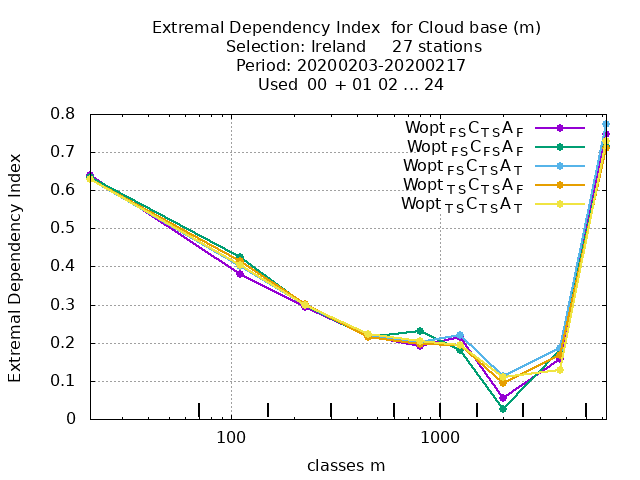 Extremal Dependency Index  for Cloud base (m)
Selection: Ireland     27 stations
Period: 20200203-20200217
Used  00 + 01 02 ... 24
Extremal Dependency Index
0.8
0.7
0.6
0.5
0.4
0.3
0.2
0.1
0
Wopt FS C TS A F
Wopt FS C FS A F
Wopt FS C TS A T
Wopt TS C TS A F
Wopt TS C TS A T
100 1000
classes m